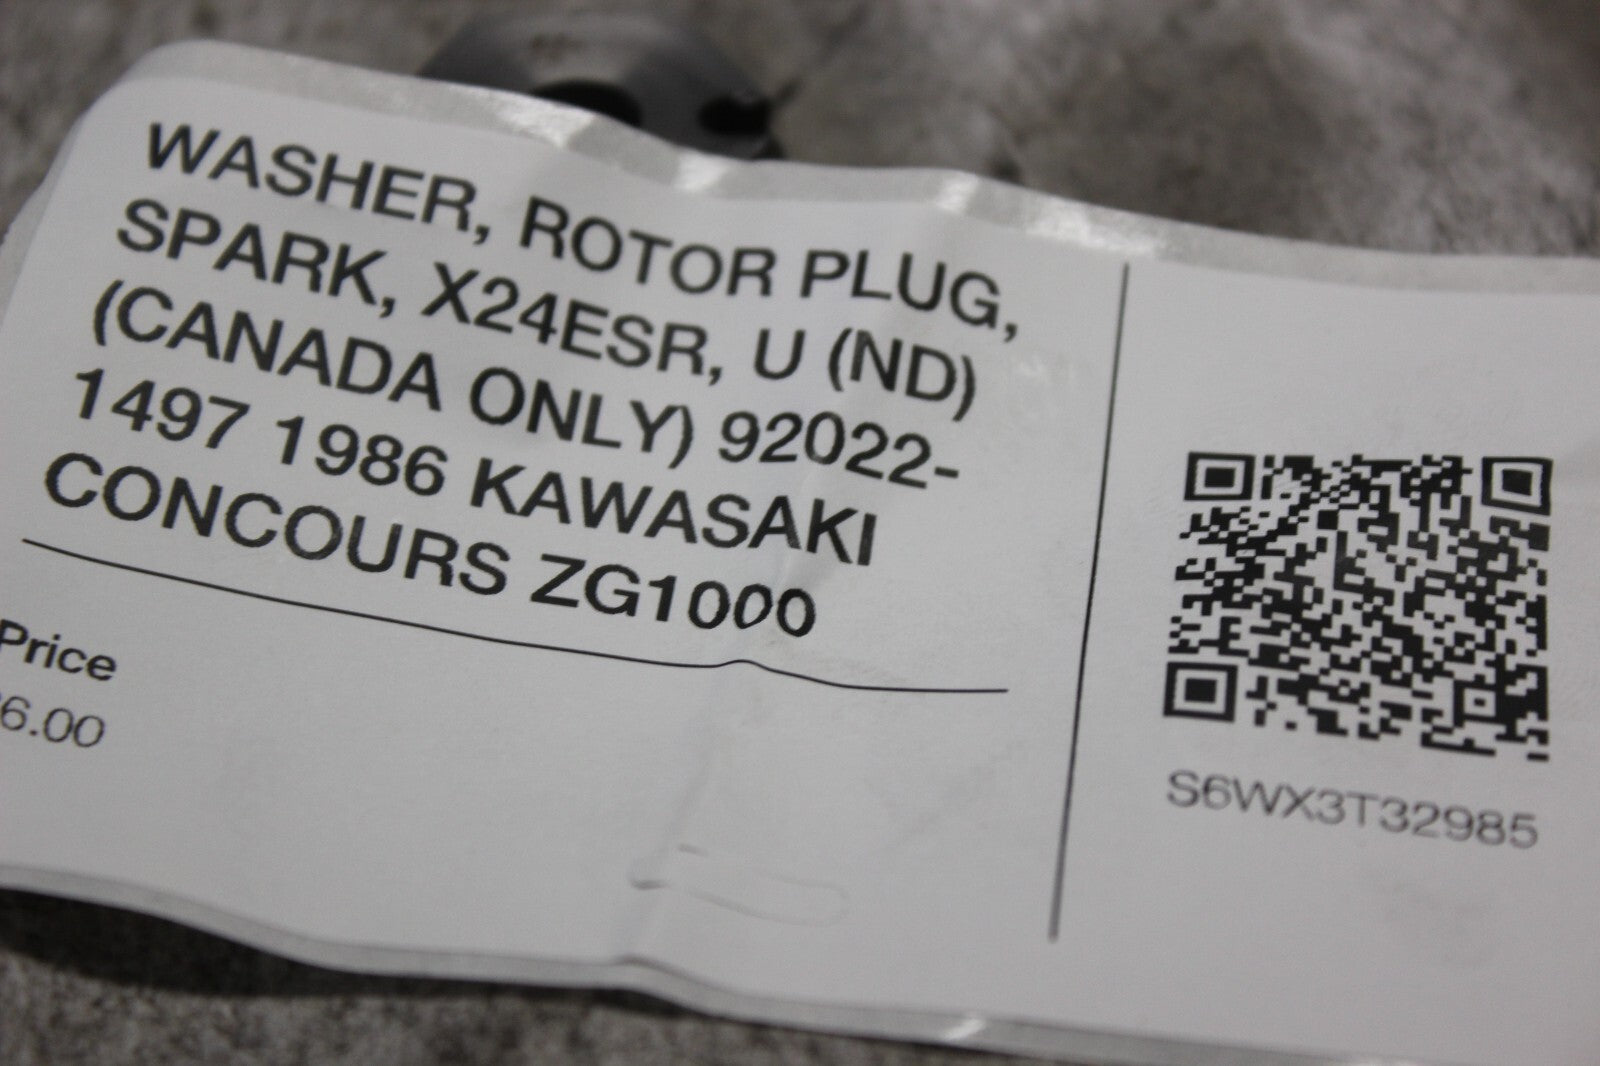 WASHER, ROTOR PLUG,
SPARK, X24ESR, U (ND)
(CANADA ONLY) 92022-
1497 1986 KAWASAKI
CONCOURS ZG1000
Price
6.00
S6WX3T32985